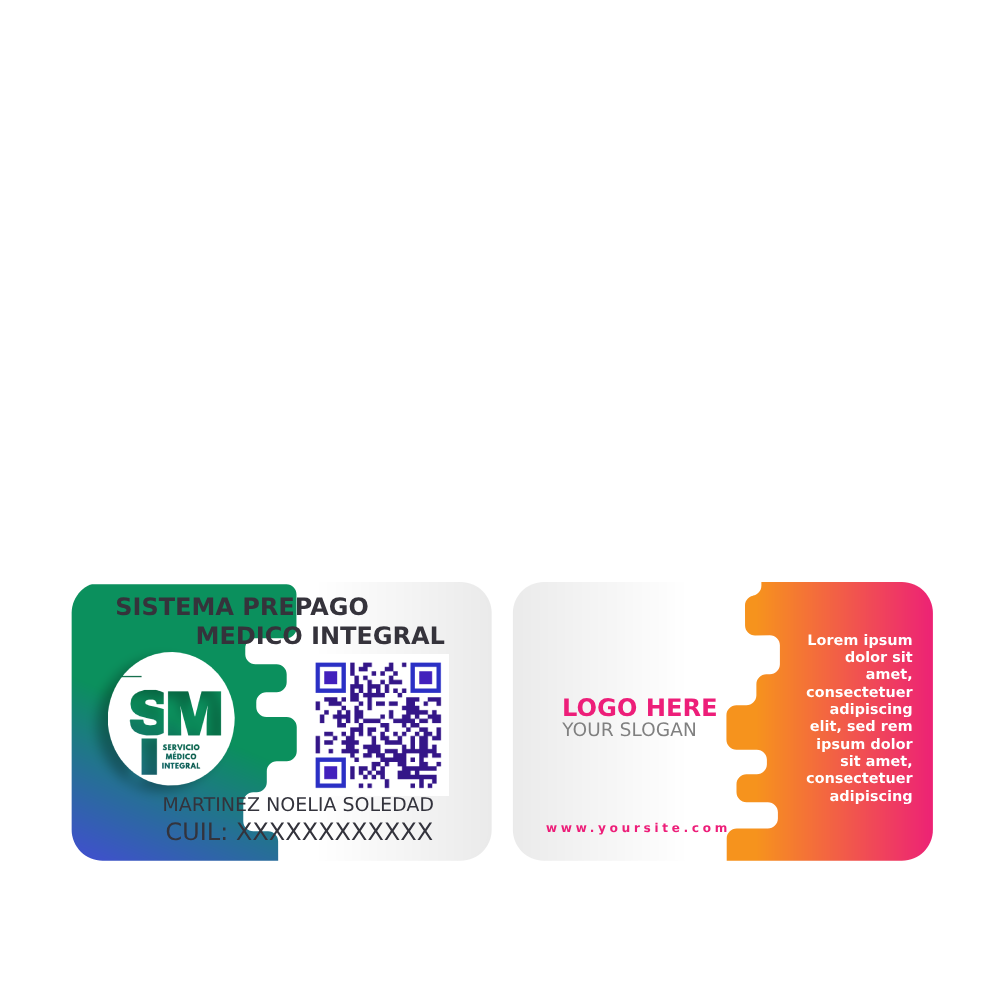 SISTEMA PREPAGO
MEDICO INTEGRAL
SM
I
SERVICIO
MÉDICO
INTEGRAL
MARTINEZ NOELIA SOLEDAD
CUIL: XXXXXXXXXXXX
LOGO HERE
YOUR SLOGAN
www.yoursite.com
Lorem ipsum
dolor sit
amet,
consectetuer
adipiscing
elit, sed rem
ipsum dolor
sit amet,
consectetuer
adipiscing